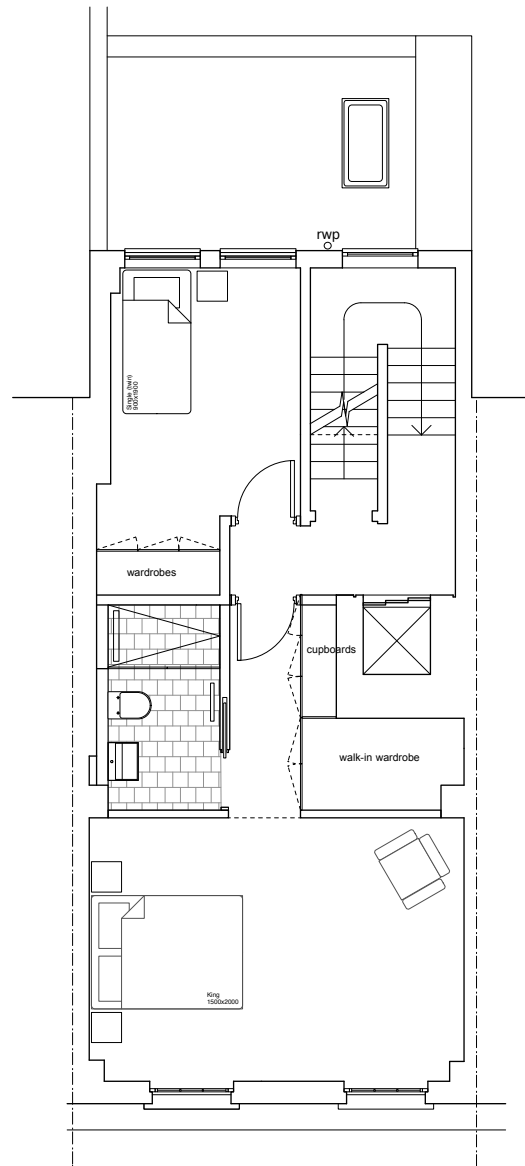 rwp
Single (twin)
900x1900
wardrobes
cupboards
walk-in wardrobe
King
1500x2000